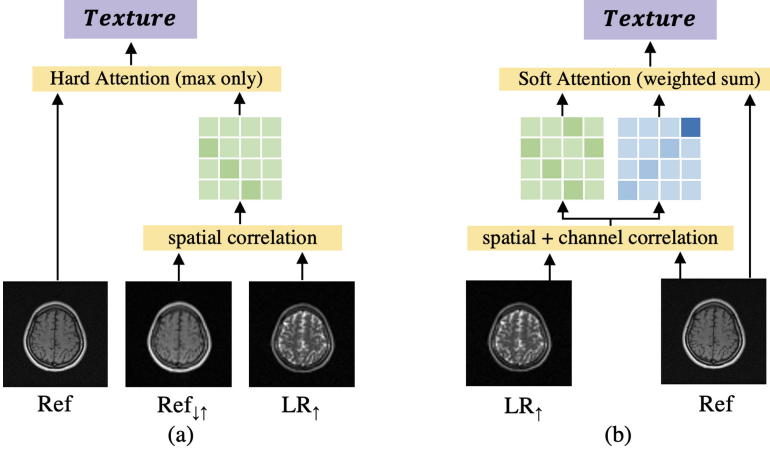 Texture
Hard Attention (max only)
spatial correlation
Ref
Ref↓↑
LR↑
(a)
Texture
Soft Attention (weighted sum)
spatial + channel correlation
LR↑
Ref
(b)